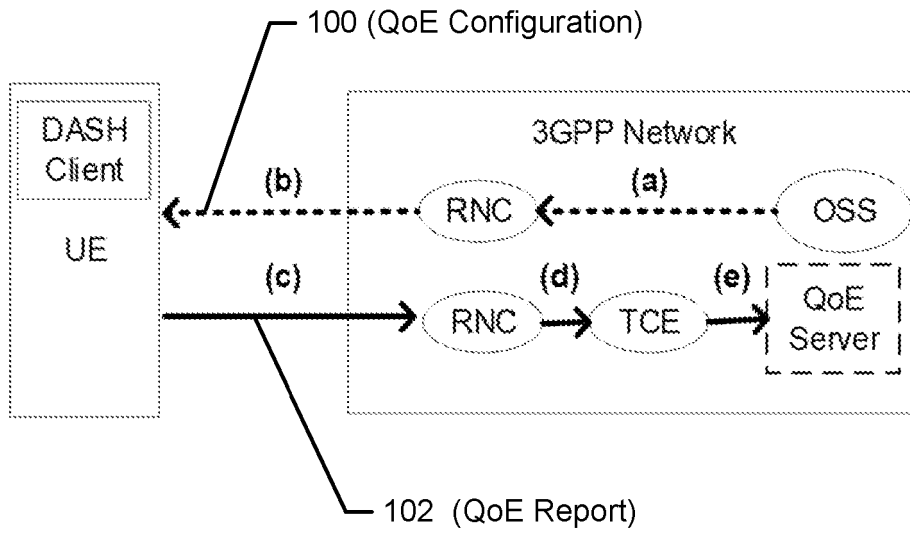 100 (QoE Configuration)
DASH
Client
UE
3GPP Network
(b)
(a)
RNC
OSS
(c)
(d)
(e)
RNC
TCE
QoE
Server
102 (QoE Report)